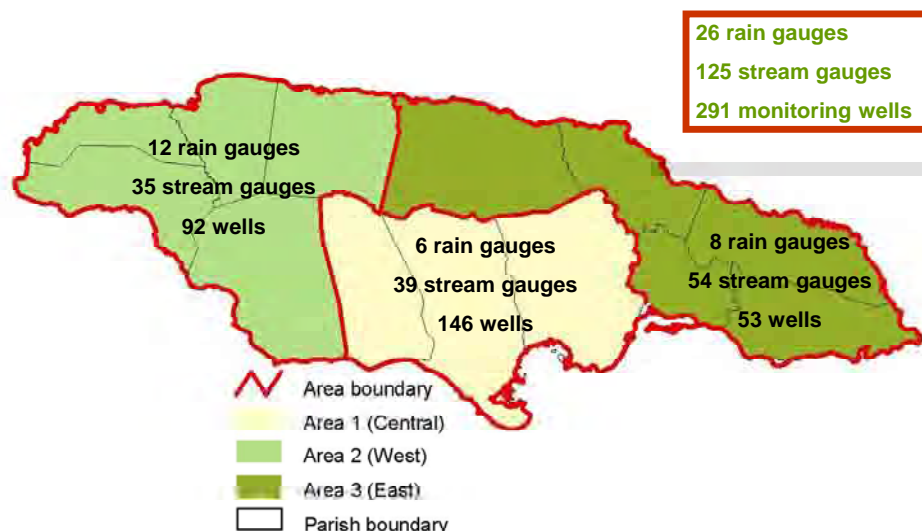 26 rain gauges
125 stream gauges
291 monitoring wells
12 rain gauges
35 stream gauges
92 wells
6 rain gauges
39 stream gauges
146 wells
8 rain gauges
54 stream gauges
53 wells
Area boundary
Area 1 (Central)
Area 2 (West)
Area 3 (East)
Parish boundary